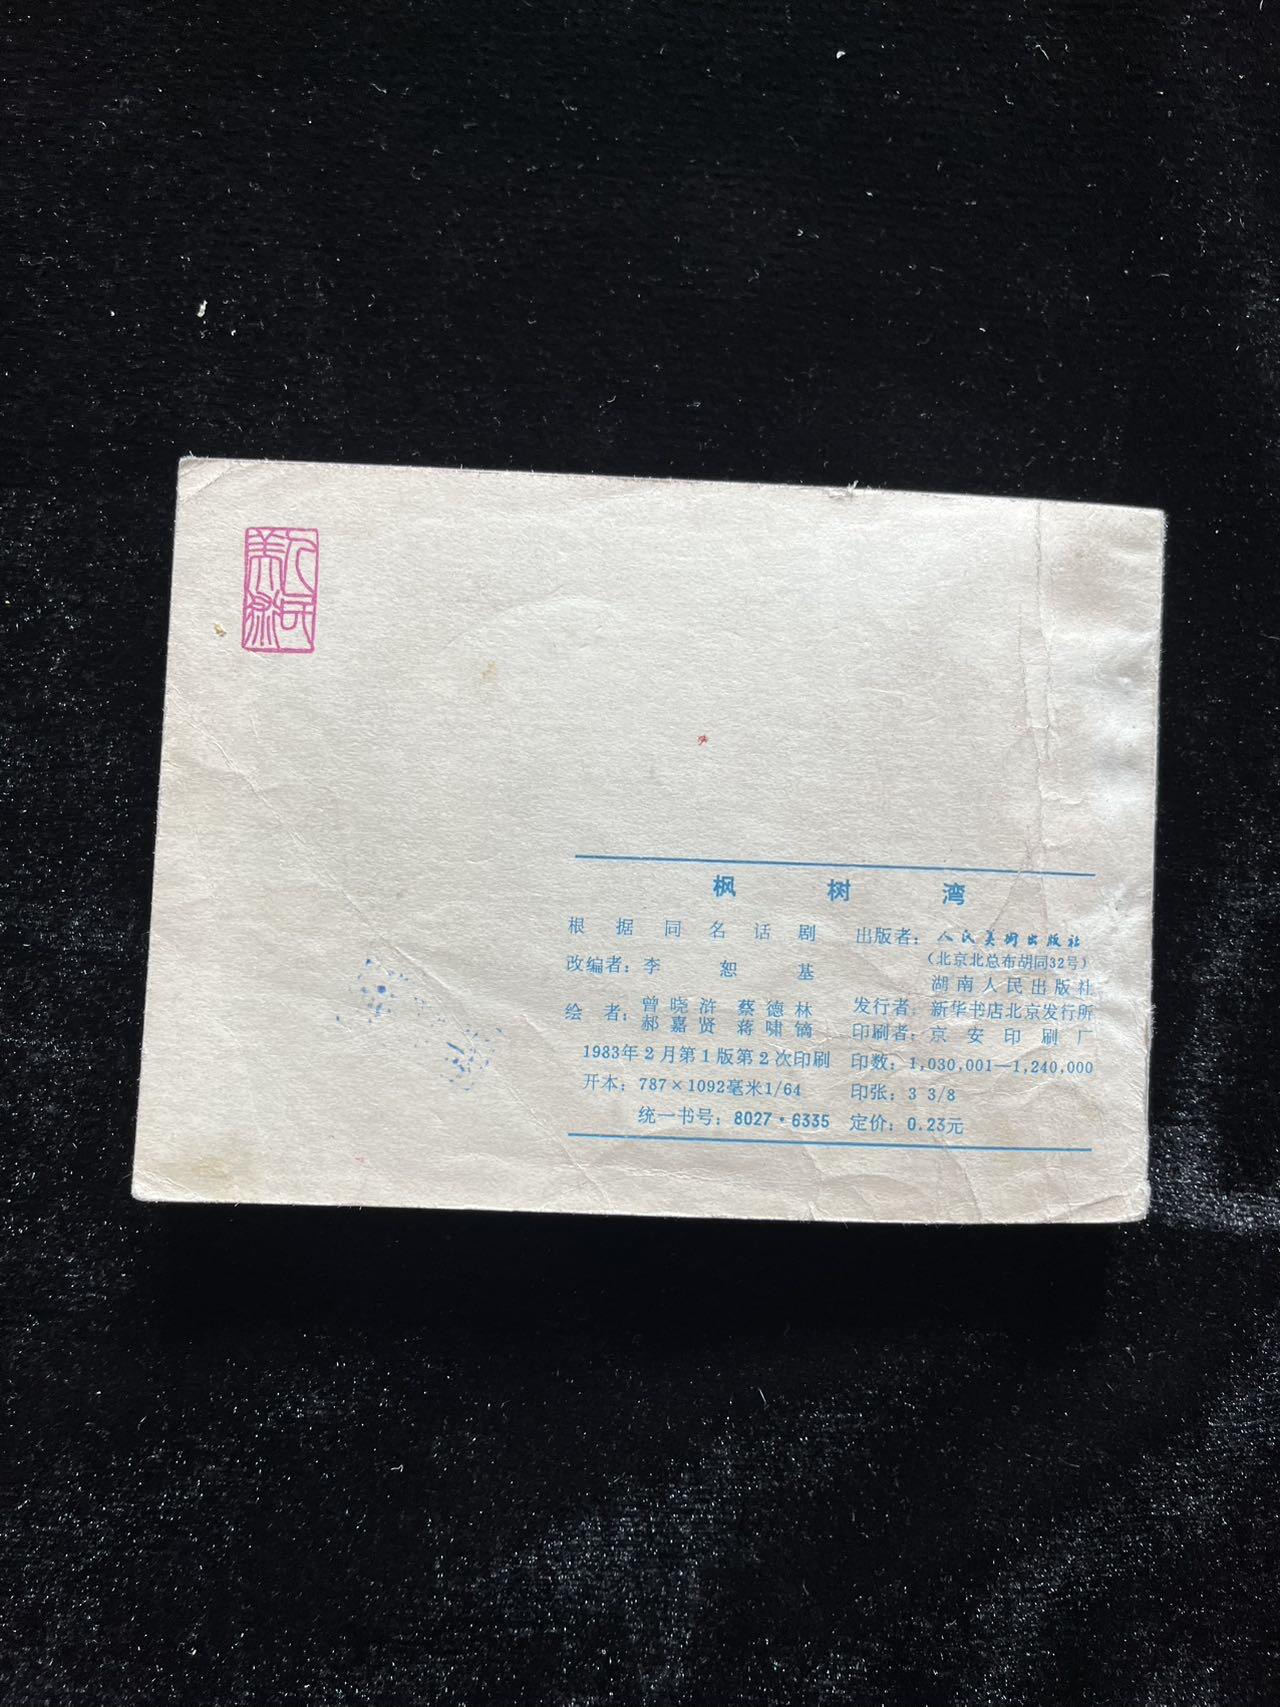 人民
美术
枫树湾
根据同名话剧
改编者：李恕基
绘者：曾晓浒 蔡德林
郝嘉贤 蒋啸镝
1983年2月第1版第2次印刷
开本：787×1092毫米1/64
统一书号：8027·6335
出版者：人民美术出版社
（北京北总布胡同32号）
湖南人民出版社
发行者：新华书店北京发行所
印刷者：京安印刷厂
印数：1,030,001—1,240,000
印张：3 3/8
定价：0.23元